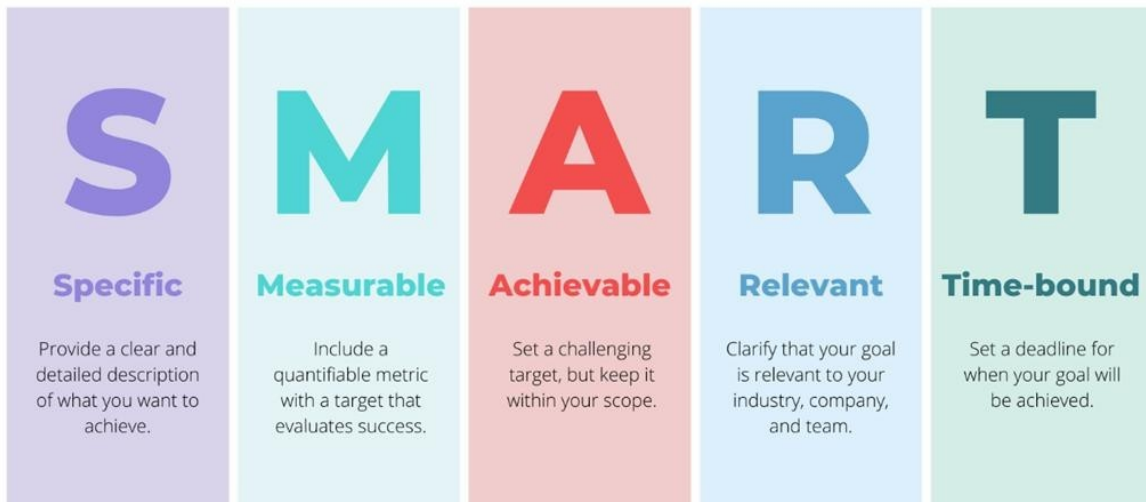 S
Specific
Provide a clear and
detailed description
of what you want to
achieve.
M
Measurable
Include a
quantifiable metric
with a target that
evaluates success.
A
Achievable
Set a challenging
target, but keep it
within your scope.
R
Relevant
Clarify that your goal
is relevant to your
industry, company,
and team.
T
Time-bound
Set a deadline for
when your goal will
be achieved.